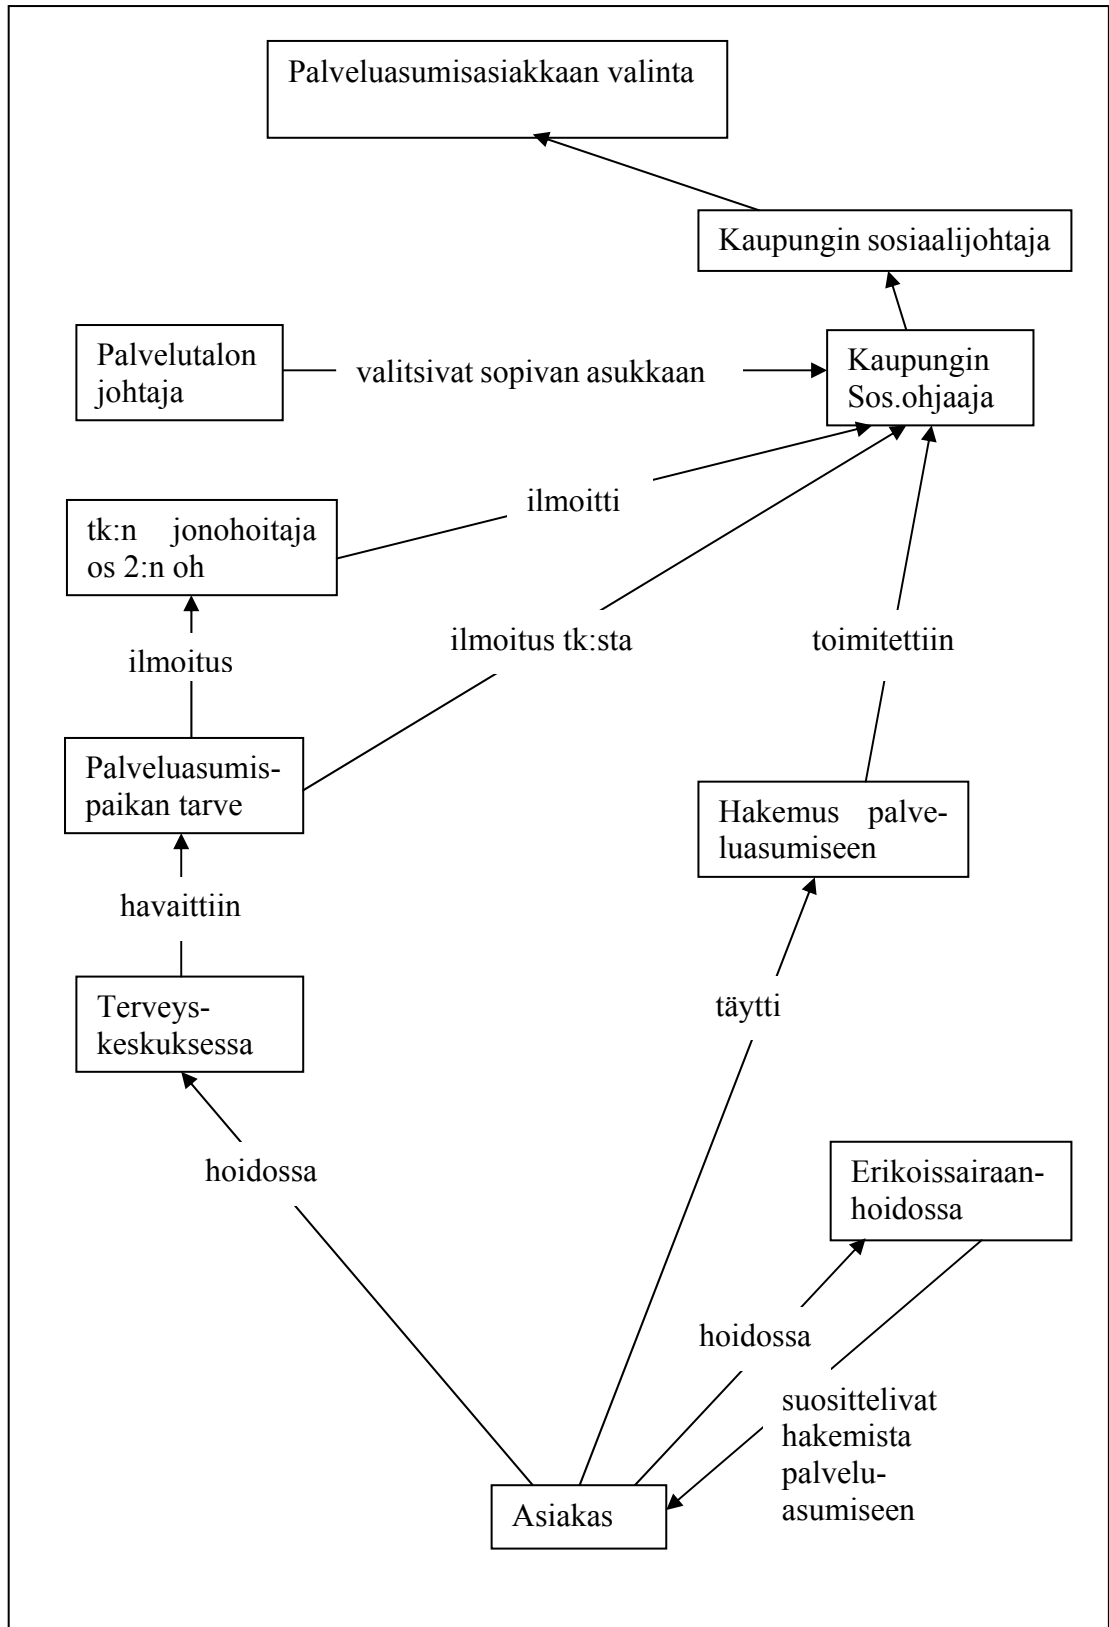 Palveluasumisasiakkaan valinta
Kaupungin sosiaalijohtaja
Palvelutalon
johtaja
valitsivat sopivan asukkaan
Kaupungin
Sos.ohjaaja
tk:n jonohoitaja
os 2:n oh
ilmoitti
ilmoitus
ilmoitus tk:sta
toimitettiin
Palveluasumis-
paikan tarve
Hakemus palve-
luasumiseen
havaittiin
Terveys-
keskuksessa
täytti
hoidossa
Erikoissairaan-
hoidossa
hoidossa
suosittelivat
hakemista
palvelu-
asumiseen
Asiakas